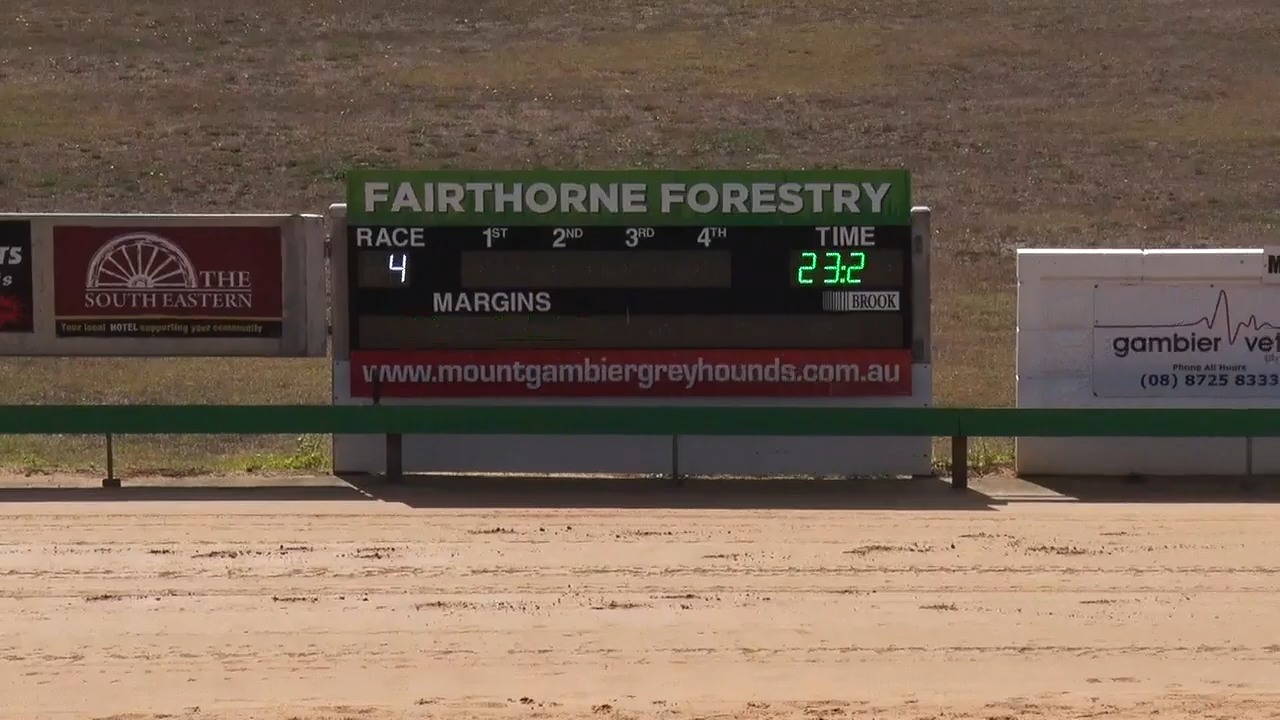 FAIRTHORNE FORESTRY
RACE 1ST 2ND 3RD 4TH TIME
4 23:2
MARGINS BROOK
www.mountgambiergreyhounds.com.au
THE
SOUTH EASTERN
Your local HOTEL supporting your community
gambier vet
Phone All Hours
(08) 8725 8333